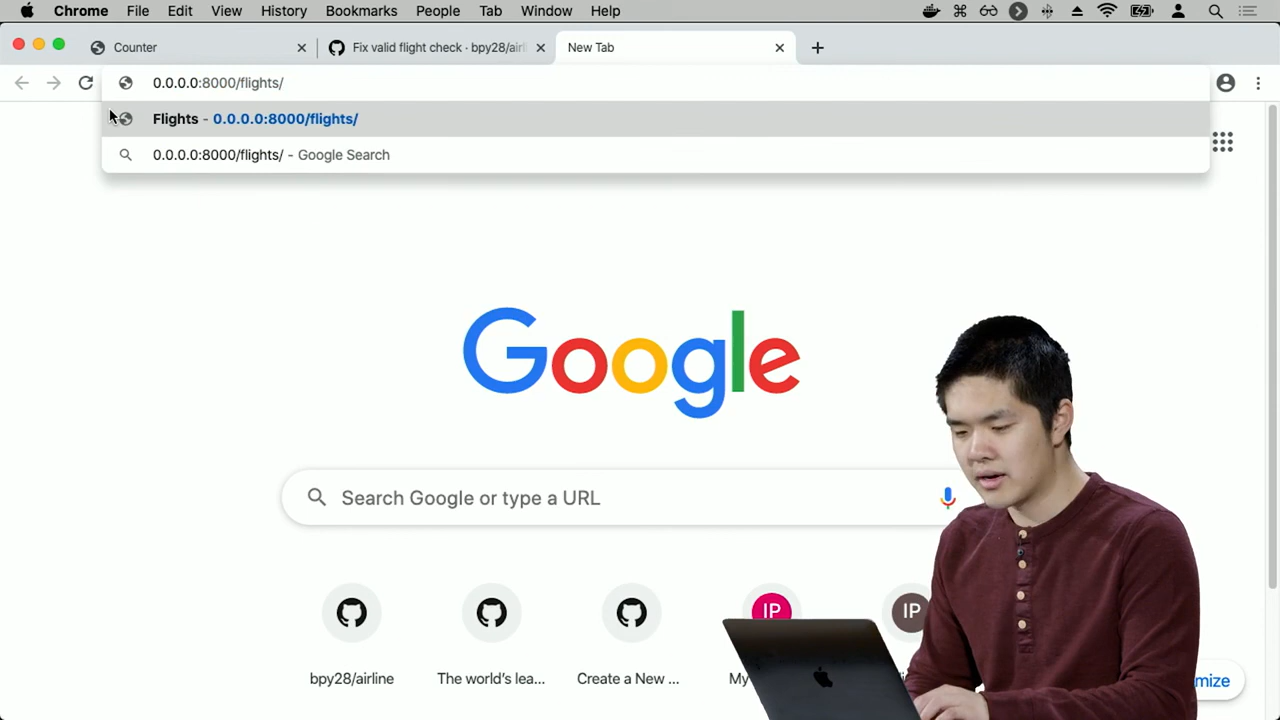 Chrome File Edit View History Bookmarks People Tab Window Help
Counter
Fix valid flight check · bpy28/airl
New Tab
0.0.0.0:8000/flights/
Flights - 0.0.0.0:8000/flights/
0.0.0.0:8000/flights/ - Google Search
Google
Search Google or type a URL
IP IP
bpy28/airline The world's lea... Create a New ... My
mize